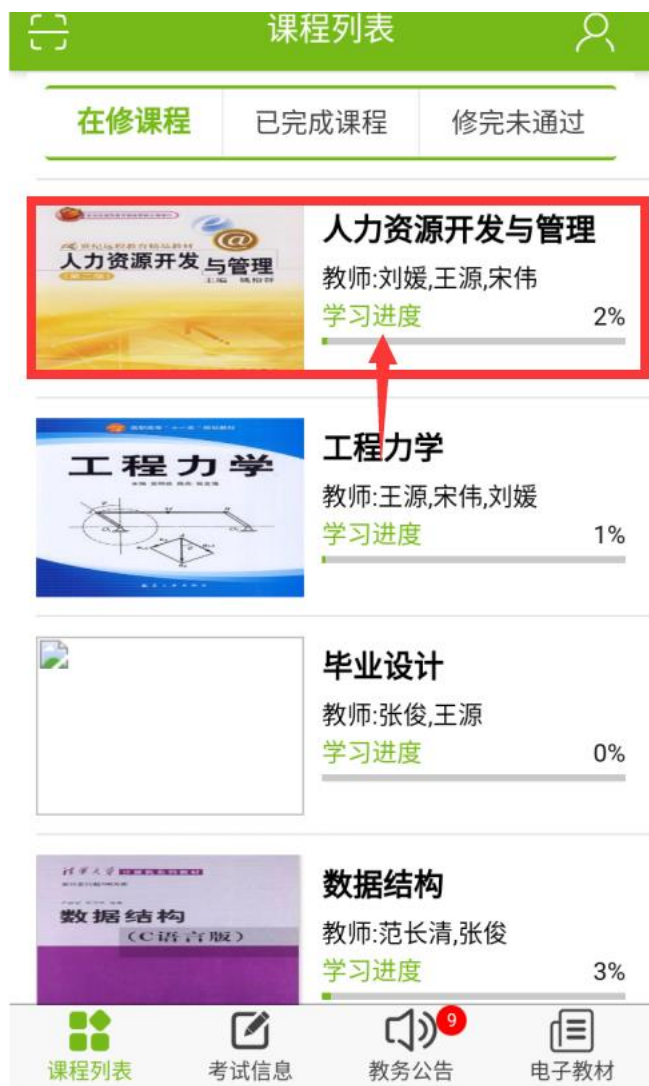 课程列表
在修课程
已完成课程
修完未通过
人力资源开发与管理
人力资源开发与管理
教师:刘媛,王源,宋伟
学习进度
2%
工程力学
工程力学
教师:王源,宋伟,刘媛
学习进度
1%
毕业设计
教师:张俊,王源
学习进度
0%
数据结构
(C语言版)
数据结构
教师:范长清,张俊
学习进度
3%
9
课程列表
考试信息
教务公告
电子教材